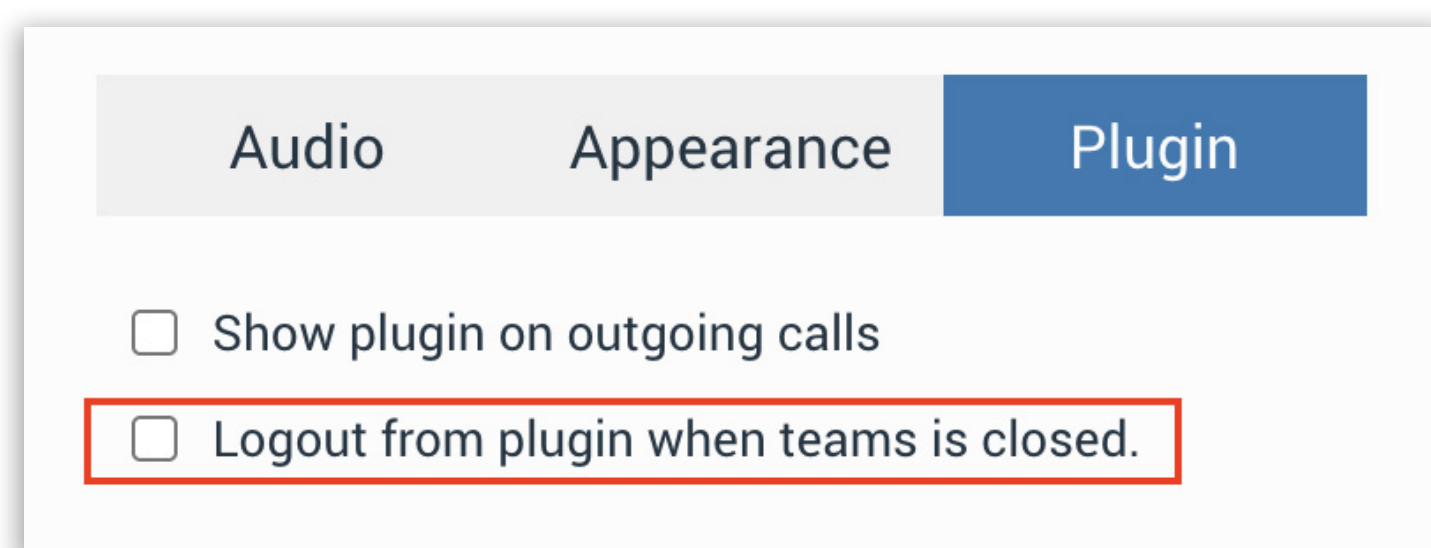 Audio Appearance Plugin
Show plugin on outgoing calls
Logout from plugin when teams is closed.